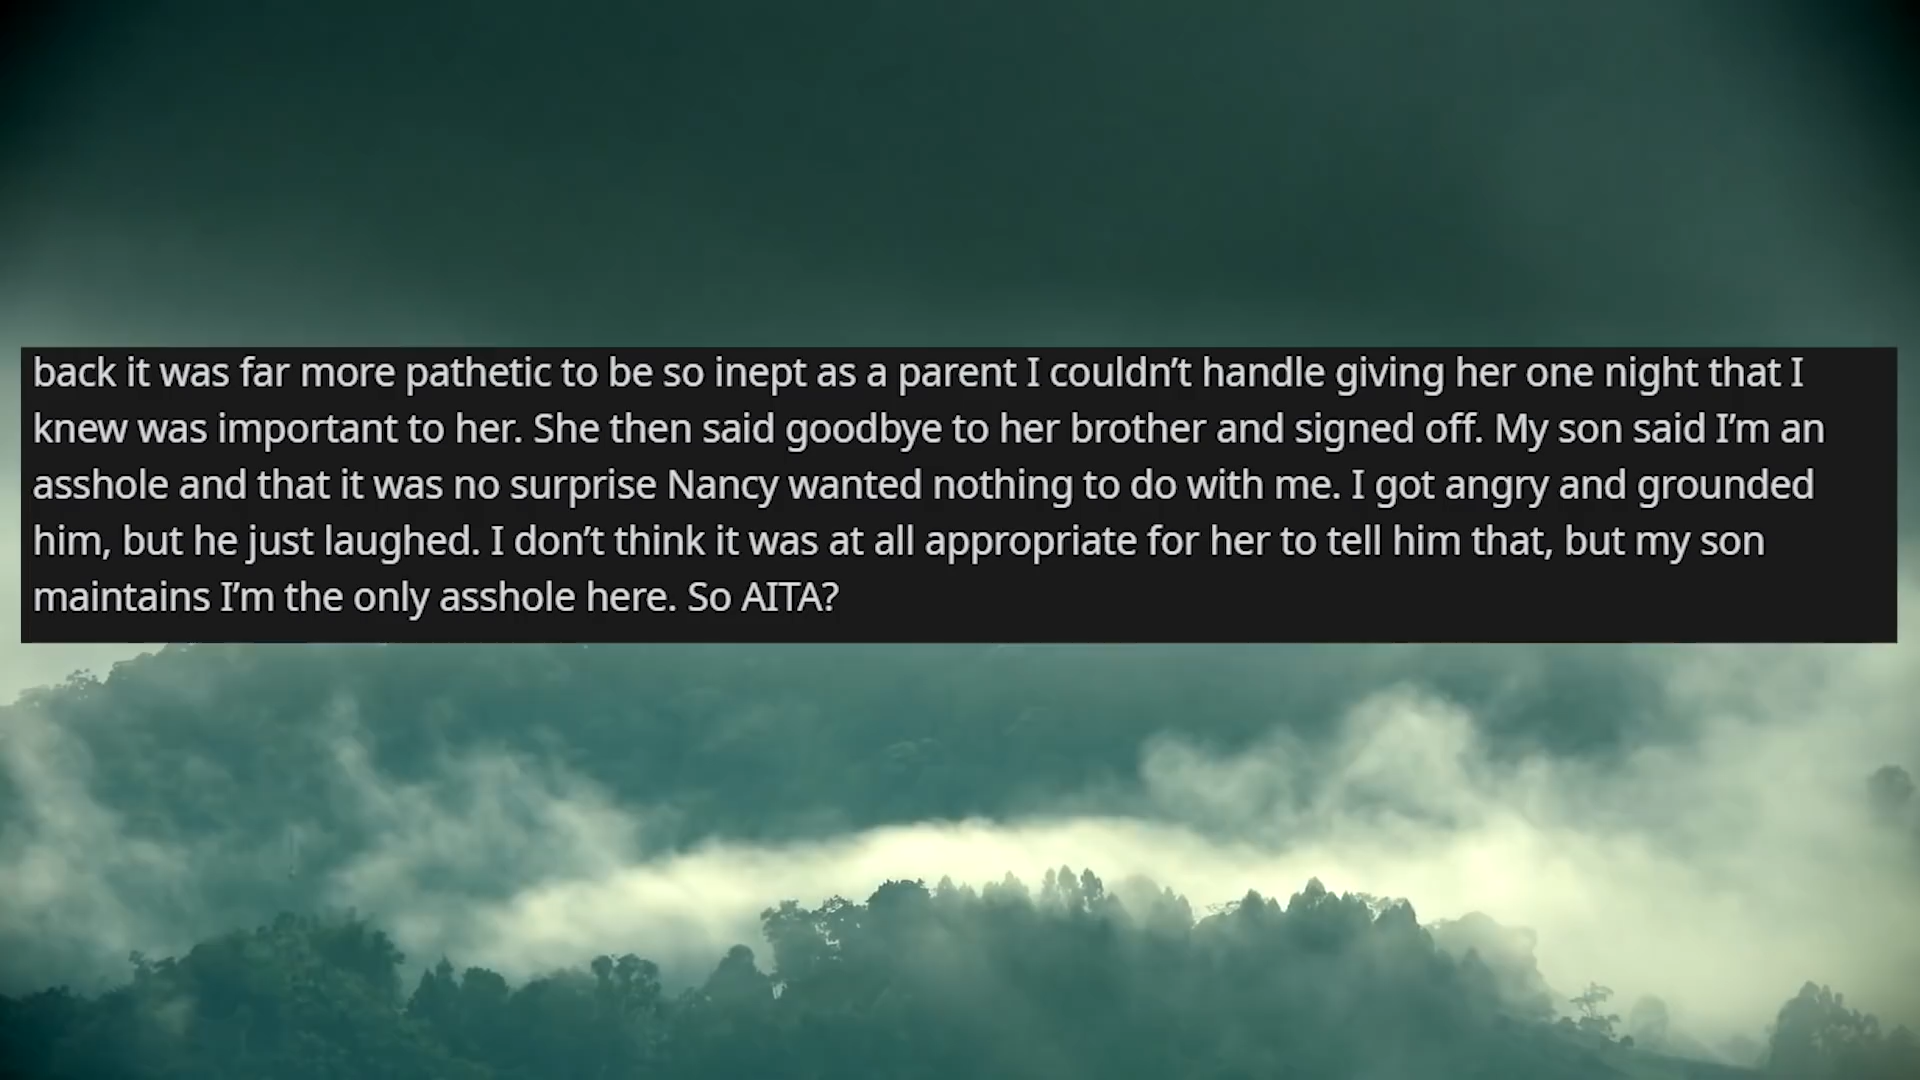 back it was far more pathetic to be so inept as a parent I couldn’t handle giving her one night that I
knew was important to her. She then said goodbye to her brother and signed off. My son said I’m an
asshole and that it was no surprise Nancy wanted nothing to do with me. I got angry and grounded
him, but he just laughed. I don’t think it was at all appropriate for her to tell him that, but my son
maintains I’m the only asshole here. So AITA?